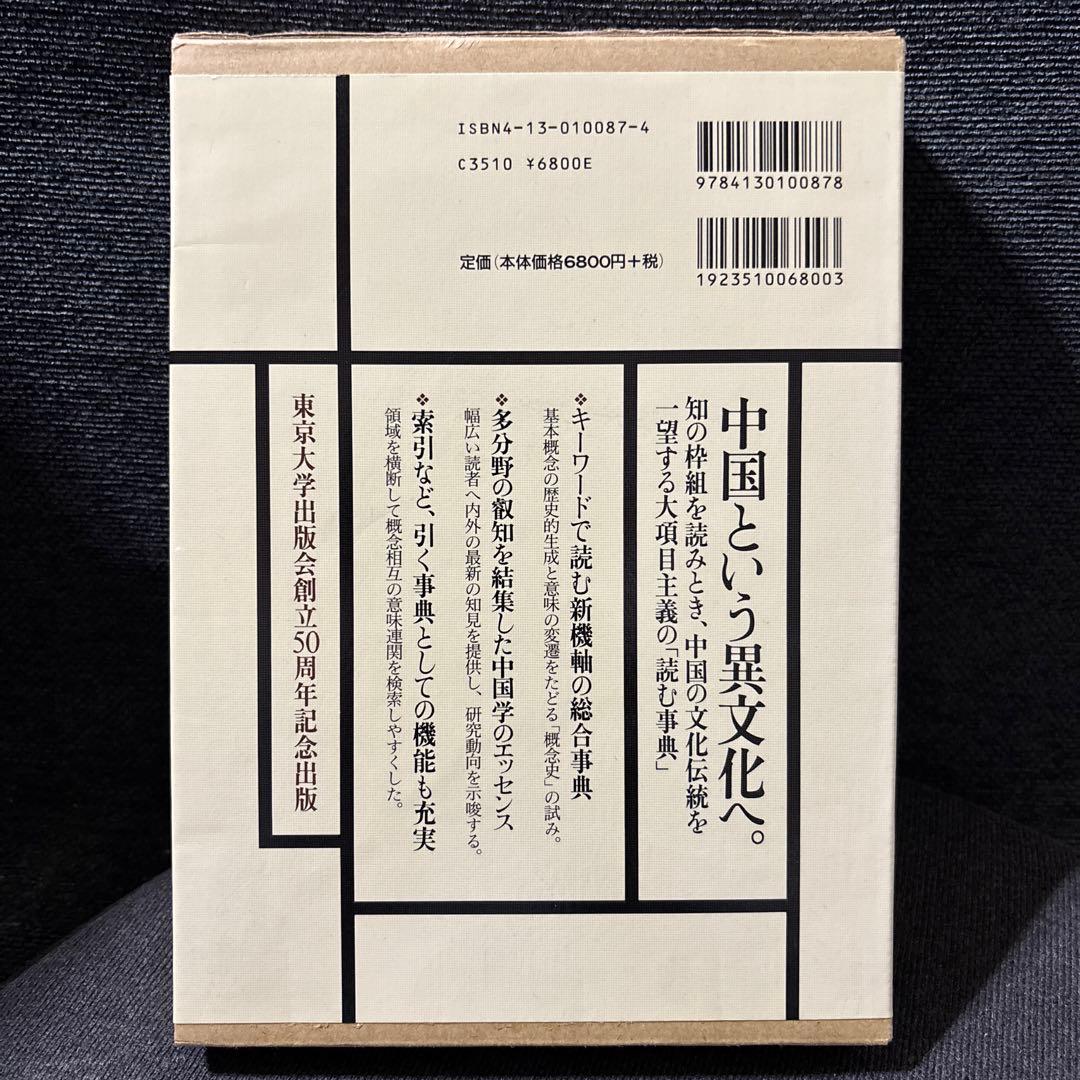 ISBN4-13-010087-4
C3510 ¥6800E
定価(本体価格6800円+税)
9784130100878
1923510068003
中国という異文化へ。
知の枠組を読みとき、中国の文化伝統を
一望する大項目主義の「読む事典」
❖キーワードで読む新機軸の総合事典
基本概念の歴史的生成と意味の変遷をたどる「概念史」の試み。
❖多分野の叡知を結集した中国学のエッセンス
幅広い読者へ内外の最新の知見を提供し、研究動向を示唆する。
❖索引など、引く事典としての機能も充実
領域を横断して概念相互の意味連関を検索しやすくした。
東京大学出版会創立50周年記念出版